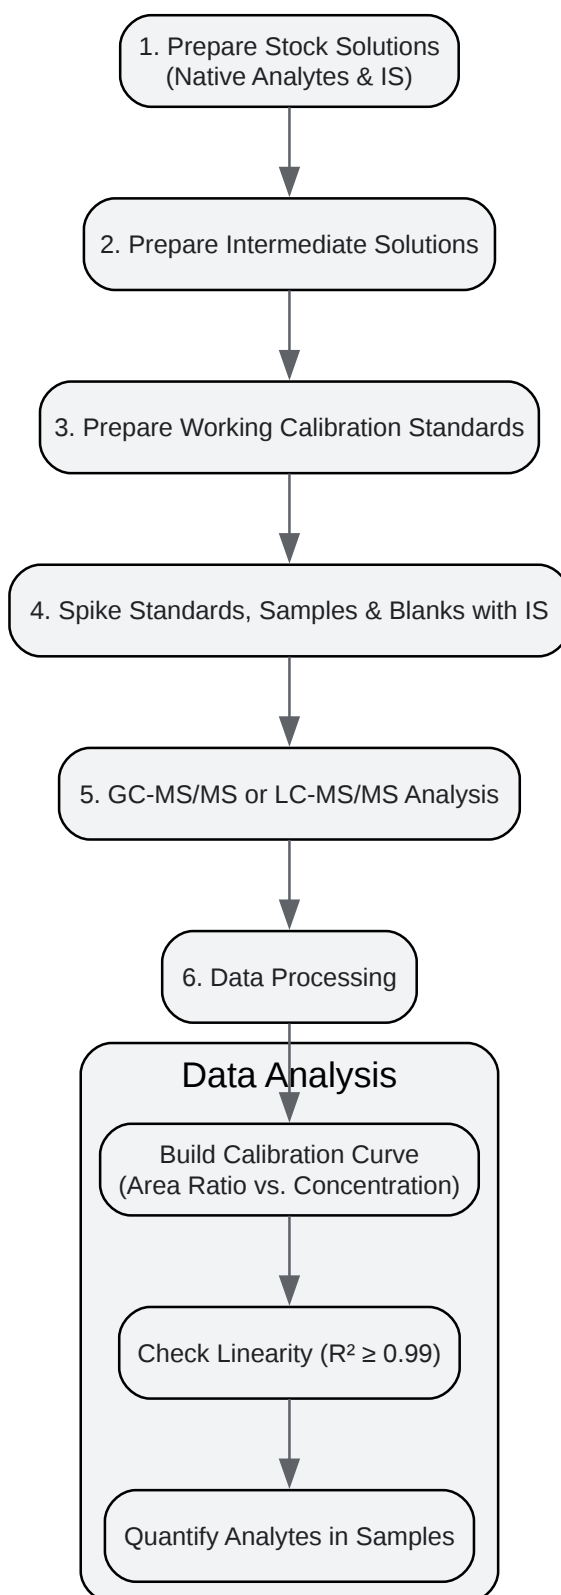 1. Prepare Stock Solutions
(Native Analytes & IS)
2. Prepare Intermediate Solutions
3. Prepare Working Calibration Standards
4. Spike Standards, Samples & Blanks with IS
5. GC-MS/MS or LC-MS/MS Analysis
6. Data Processing
Data Analysis
Build Calibration Curve
(Area Ratio vs. Concentration)
Check Linearity (R² ≥ 0.99)
Quantify Analytes in Samples